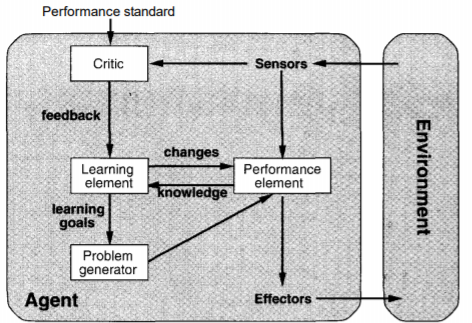 Performance standard
Critic
Sensors
feedback
changes
Learning
element
Performance
element
knowledge
learning
goals
Problem
generator
Agent
Effectors
Environment